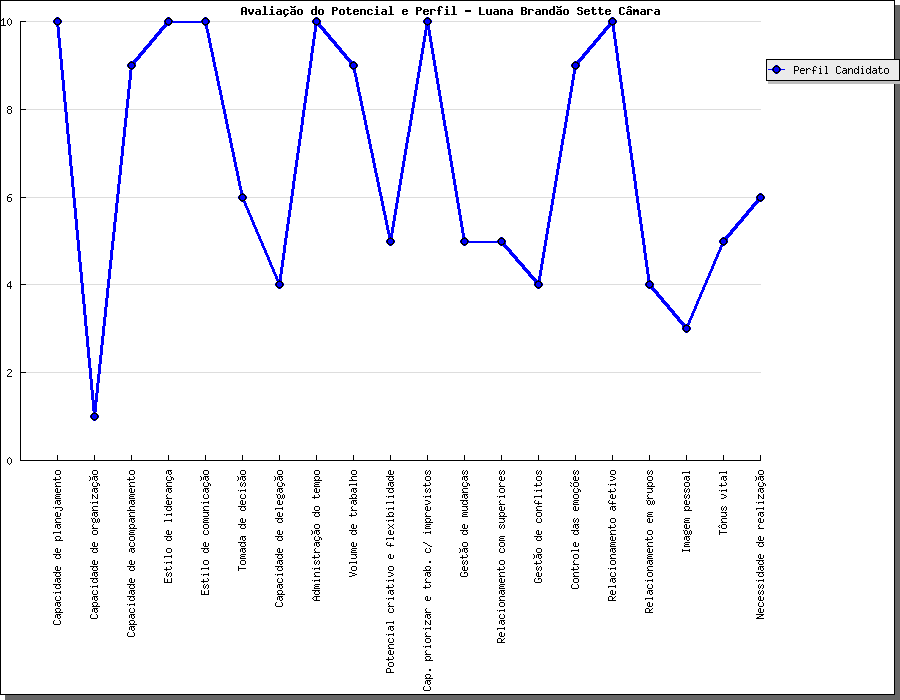 Avaliação do Potencial e Perfil - Luana Brandão Sette Câmara
10
8
6
4
2
0
Perfil Candidato
Capacidade de planejamento
Capacidade de organização
Capacidade de acompanhamento
Estilo de liderança
Estilo de comunicação
Tomada de decisão
Capacidade de delegação
Administração do tempo
Volume de trabalho
Potencial criativo e flexibilidade
Cap. priorizar e trab. c/ imprevistos
Gestão de mudanças
Relacionamento com superiores
Gestão de conflitos
Controle das emoções
Relacionamento afetivo
Relacionamento em grupos
Imagem pessoal
Tônus vital
Necessidade de realização